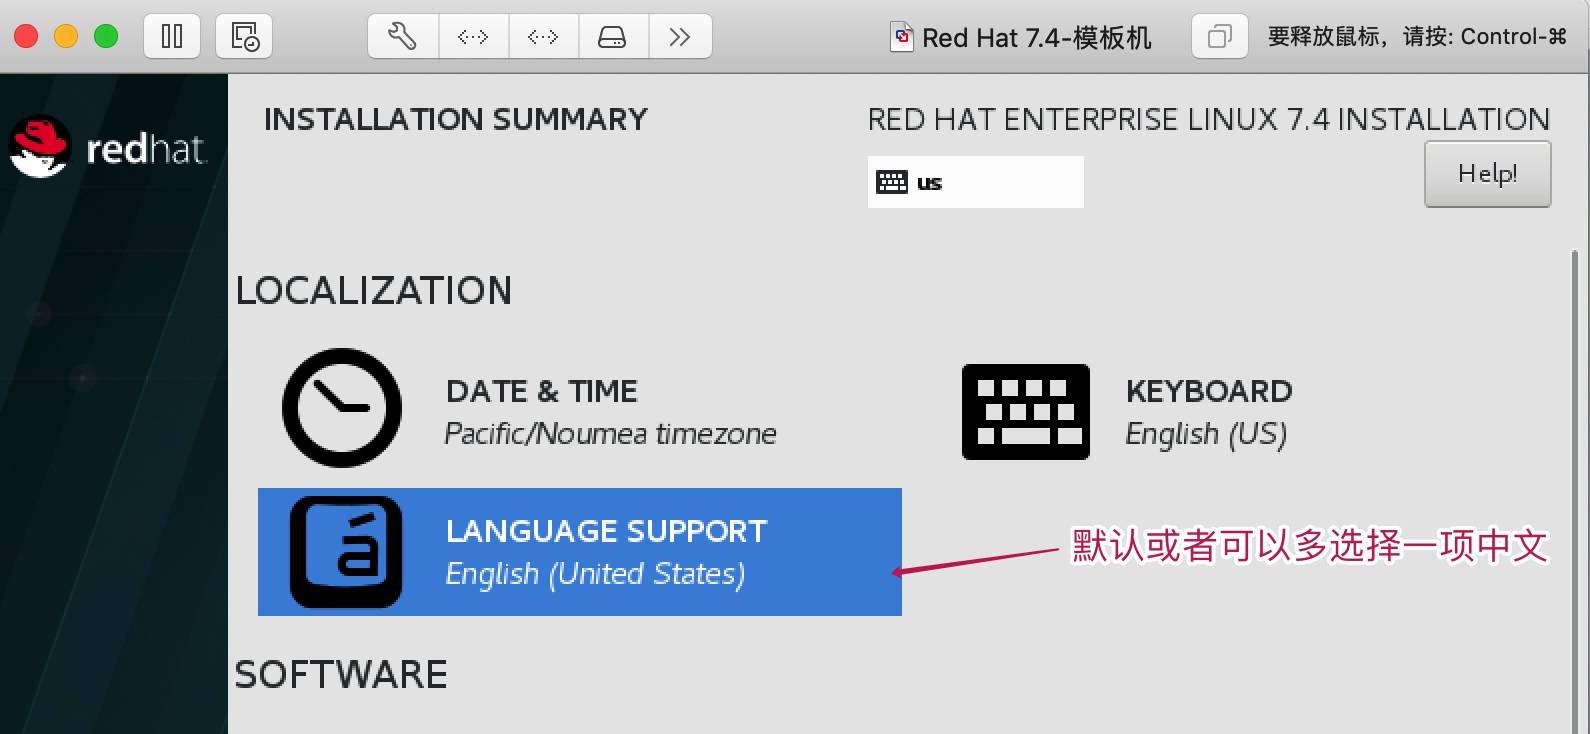 Red Hat 7.4-模板机
要释放鼠标，请按: Control-⌘
redhat.
INSTALLATION SUMMARY
RED HAT ENTERPRISE LINUX 7.4 INSTALLATION
us
Help!
LOCALIZATION
DATE & TIME
Pacific/Noumea timezone
KEYBOARD
English (US)
á
LANGUAGE SUPPORT
English (United States)
默认或者可以多选择一项中文
SOFTWARE